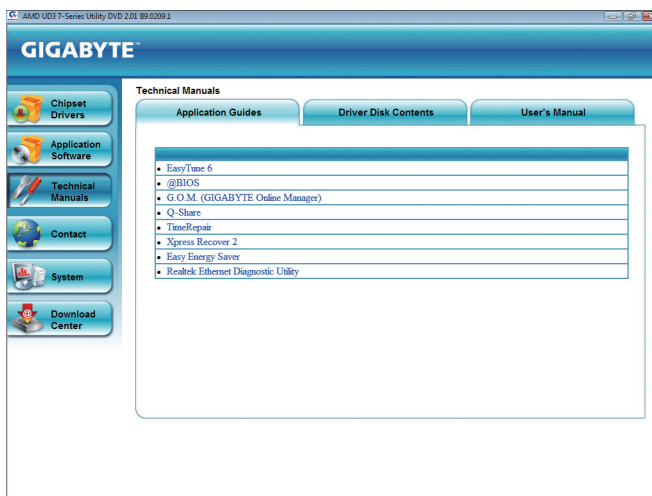 AMD UD3 7-Series Utility DVD 2.01 B9.0209.1
GIGABYTE™
Chipset
Drivers
Application
Software
Technical
Manuals
Contact
System
Download
Center
Technical Manuals
Application Guides
Driver Disk Contents
User's Manual
• EasyTune 6
• @BIOS
• G.O.M. (GIGABYTE Online Manager)
• Q-Share
• TimeRepair
• Xpress Recover 2
• Easy Energy Saver
• Realtek Ethernet Diagnostic Utility